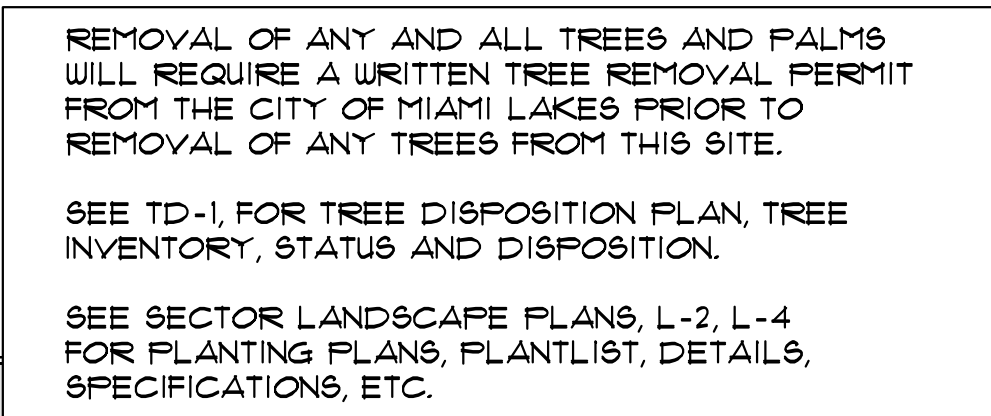 REMOVAL OF ANY AND ALL TREES AND PALMS
WILL REQUIRE A WRITTEN TREE REMOVAL PERMIT
FROM THE CITY OF MIAMI LAKES PRIOR TO
REMOVAL OF ANY TREES FROM THIS SITE.
SEE TD-1, FOR TREE DISPOSITION PLAN, TREE
INVENTORY, STATUS AND DISPOSITION.
SEE SECTOR LANDSCAPE PLANS, L-2, L-4
FOR PLANTING PLANS, PLANTLIST, DETAILS,
SPECIFICATIONS, ETC.